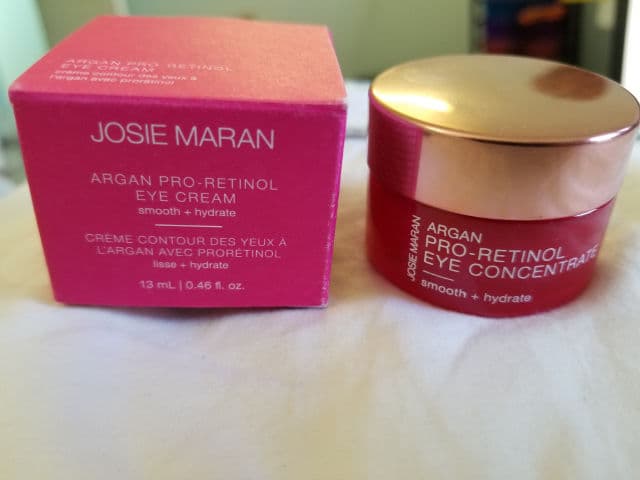 ARGAN PRO-RETINOL
EYE CREAM
crème contour des yeux à
l'argan avec prorétinol
JOSIE MARAN
ARGAN PRO-RETINOL
EYE CREAM
smooth + hydrate
CRÈME CONTOUR DES YEUX À
L'ARGAN AVEC PRORÉTINOL
lisse + hydrate
13 mL | 0.46 fl. oz.
JOSIE MARAN
ARGAN
PRO-RETINOL
EYE CONCENTRATE
smooth + hydrate